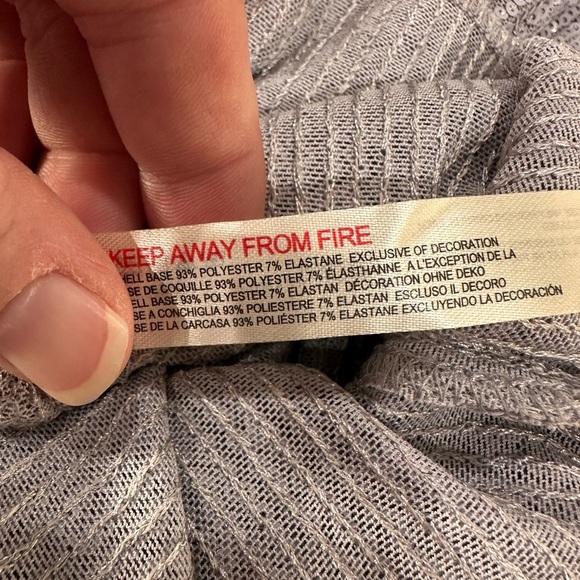 KEEP AWAY FROM FIRE
HELL BASE 93% POLYESTER 7% ELASTANE EXCLUSIVE OF DECORATION
SE DE COQUILLE 93% POLYESTER 7% ÉLASTHANNE A L'EXCEPTION DE LA
ELL BASE 93% POLYESTER 7% ELASTAN DÉCORATION OHNE DEKO
SE A CONCHIGLIA 93% POLIESTERE 7% ELASTAN ESCLUSO IL DECORO
SE DE LA CARCASA 93% POLIÉSTER 7% ELASTANE EXCLUYENDO LA DECORACIÓN